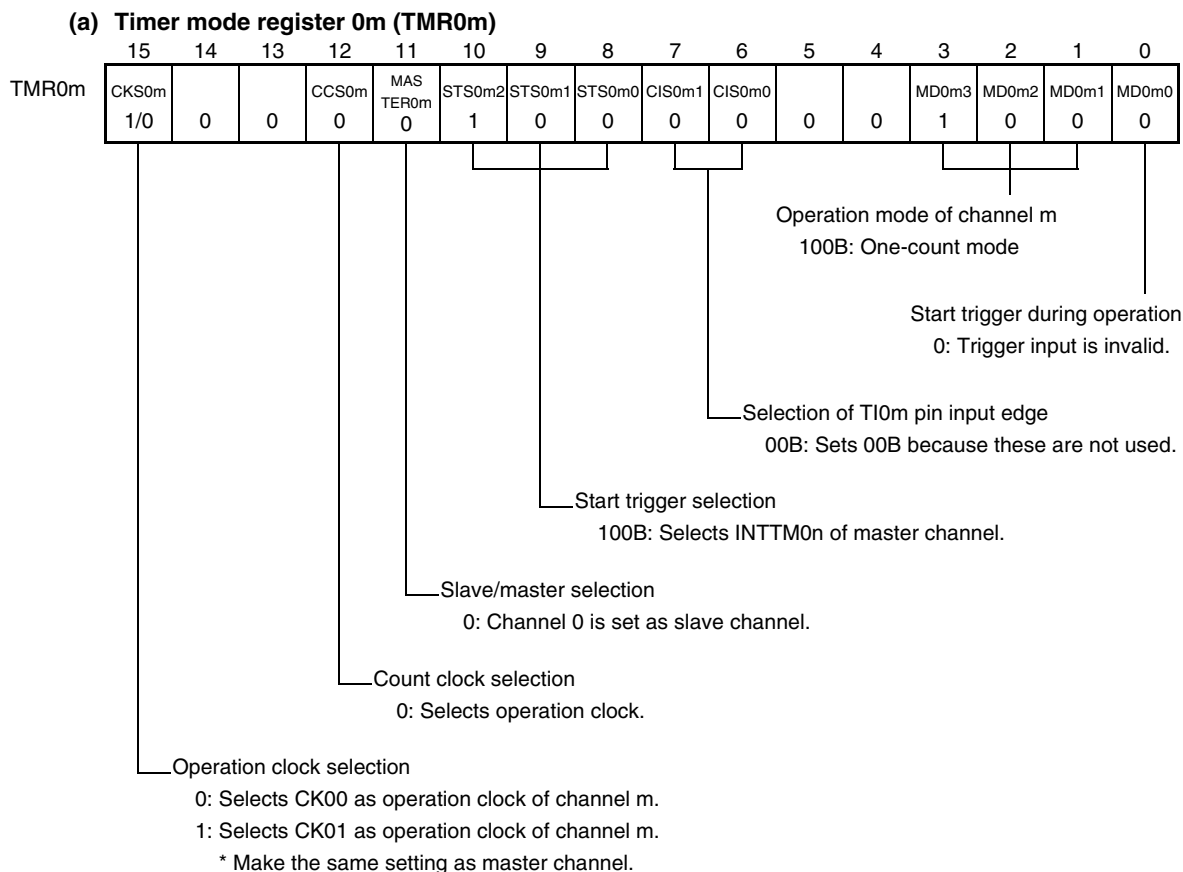 (a) Timer mode register 0m (TMR0m)
15 14 13 12 11 10 9 8 7 6 5 4 3 2 1 0
TMR0m CKS0m CCS0m MAS TER0m STS0m2 STS0m1 STS0m0 CIS0m1 CIS0m0 MD0m3 MD0m2 MD0m1 MD0m0
1/0 0 0 0 0 1 0 0 0 0 0 0 1 0 0 0
Operation mode of channel m
100B: One-count mode
Start trigger during operation
0: Trigger input is invalid.
Selection of TI0m pin input edge
00B: Sets 00B because these are not used.
Start trigger selection
100B: Selects INTTM0n of master channel.
Slave/master selection
0: Channel 0 is set as slave channel.
Count clock selection
0: Selects operation clock.
Operation clock selection
0: Selects CK00 as operation clock of channel m.
1: Selects CK01 as operation clock of channel m.
* Make the same setting as master channel.